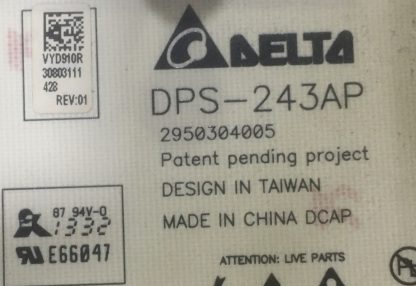 VYD910R
30803111
428
REV:01
DELTA
DPS-243AP
2950304005
Patent pending project
DESIGN IN TAIWAN
MADE IN CHINA DCAP
87 94V-0
1332
E66047
ATTENTION: LIVE PARTS